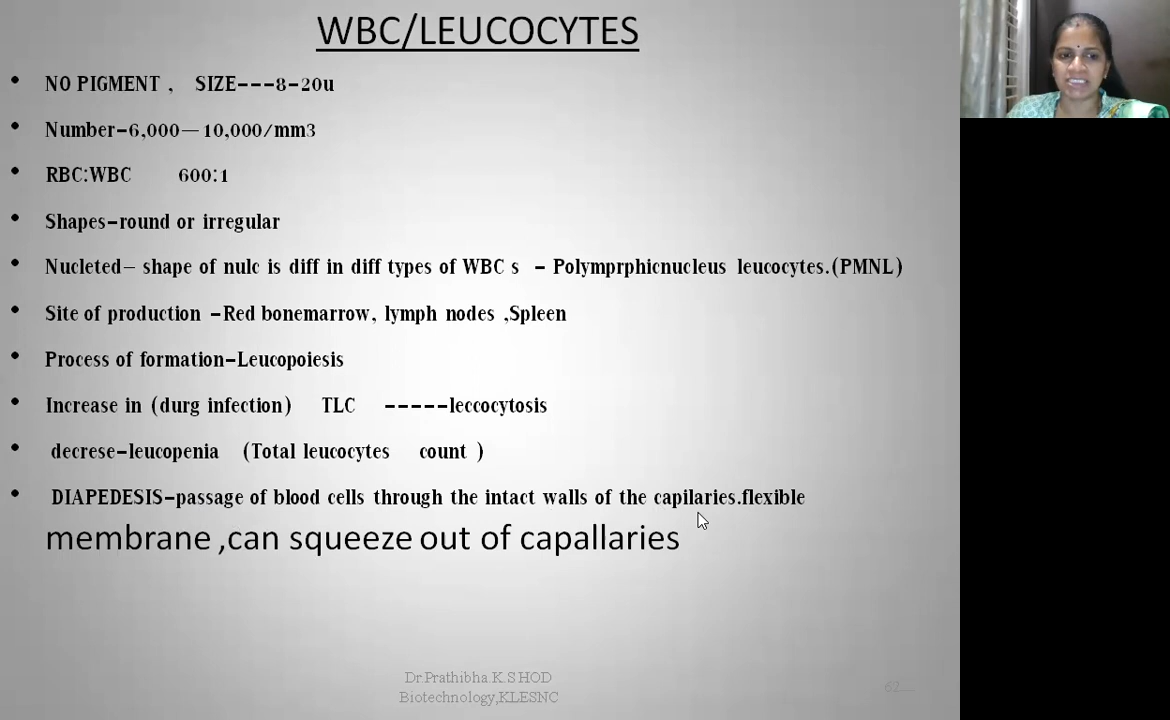 WBC/LEUCOCYTES
• NO PIGMENT , SIZE---8-20u
• Number-6,000—10,000/mm3
• RBC:WBC 600:1
• Shapes-round or irregular
• Nucleted– shape of nulc is diff in diff types of WBC s - Polymprphicnucleus leucocytes.(PMNL)
• Site of production -Red bonemarrow, lymph nodes ,Spleen
• Process of formation-Leucopoiesis
• Increase in (durg infection) TLC -----leccocytosis
• decrese-leucopenia (Total leucocytes count )
• DIAPEDESIS-passage of blood cells through the intact walls of the capilaries.flexible
membrane ,can squeeze out of capallaries
Dr.Prathibha.K.S HOD
Biotechnology,KLESNC
62